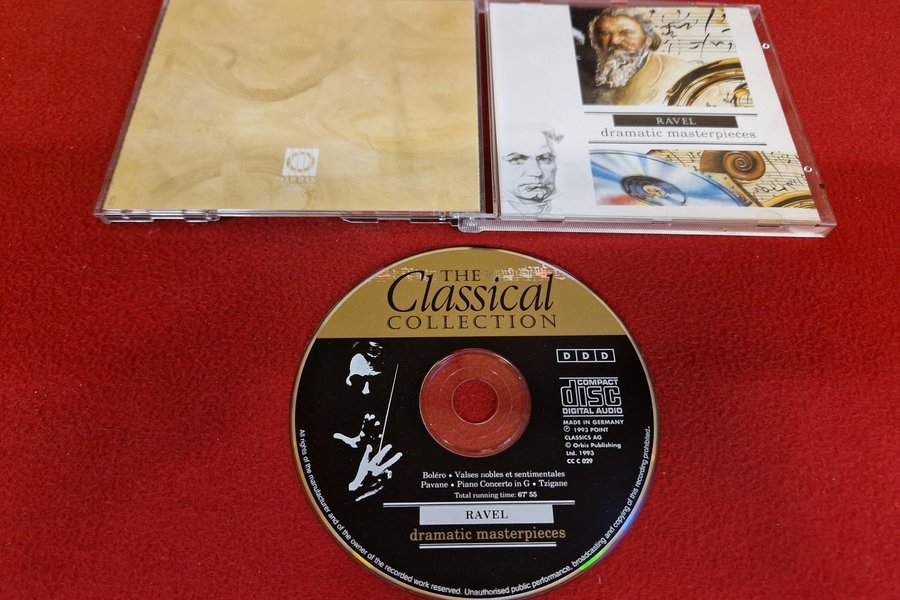 ORBIS
RAVEL
dramatic masterpieces
THE
Classical
COLLECTION
D D D
COMPACT
disc
DIGITAL AUDIO
MADE IN GERMANY
℗ 1993 POINT
CLASSICS AG
© Orbis Publishing
Ltd. 1993
CC C 029
Boléro • Valses nobles et sentimentales
Pavane • Piano Concerto in G • Tzigane
Total running time: 67' 55
RAVEL
dramatic masterpieces
All rights of the manufacturer and of the owner of the recorded work reserved. Unauthorised public performance, broadcasting and copying of this recording prohibited.